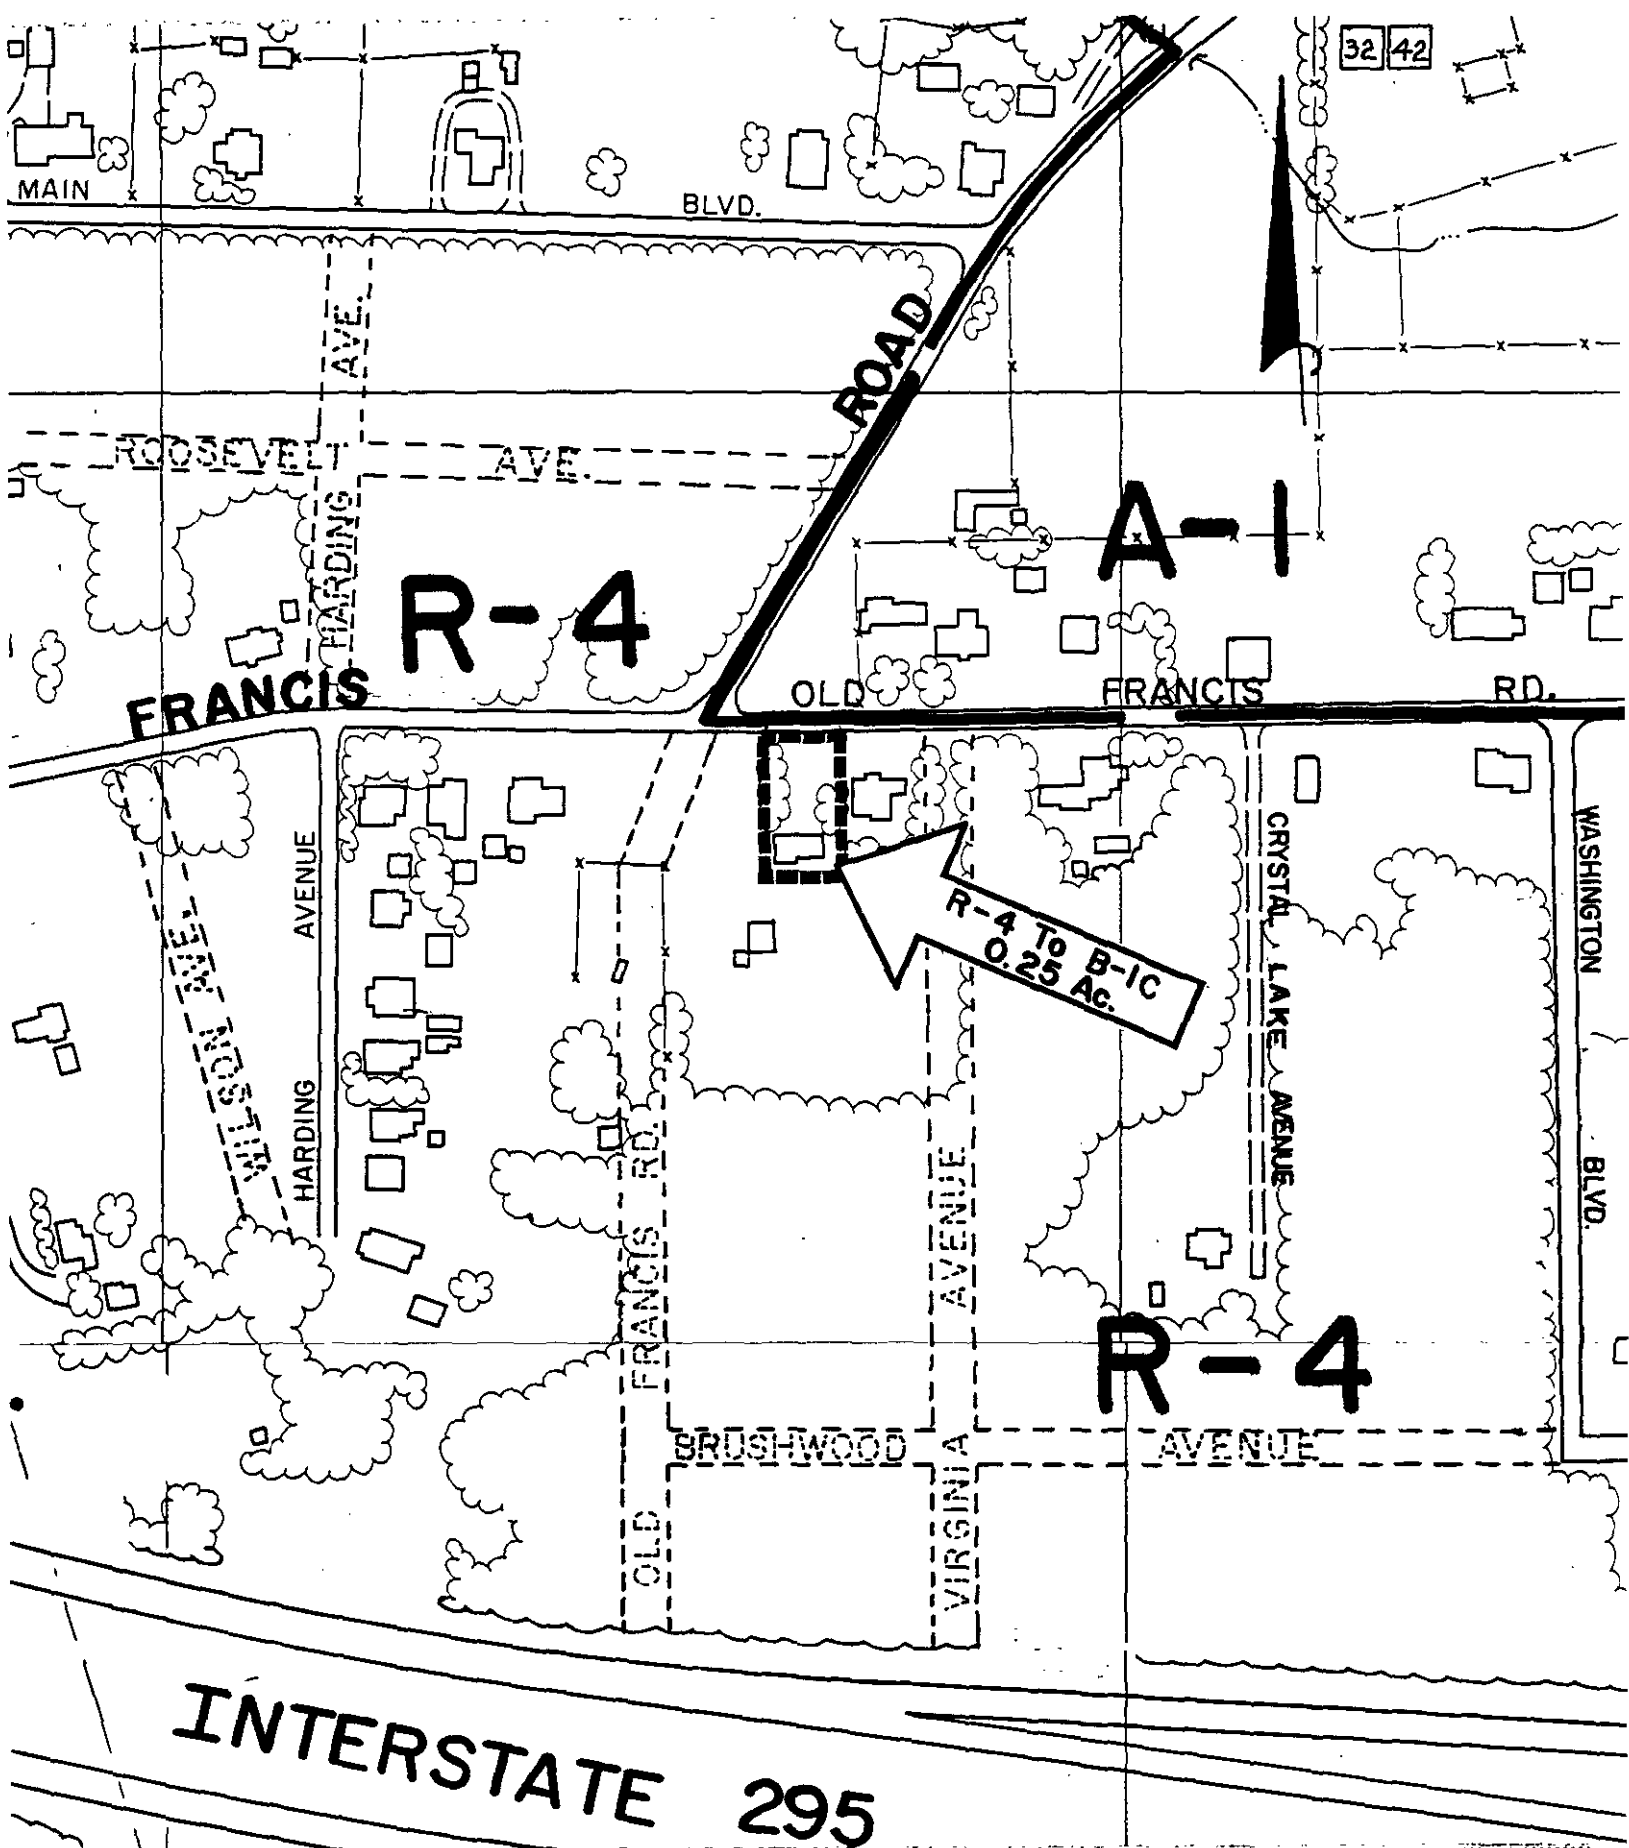 32 42
MAIN BLVD.
HARDING AVE.
ROAD
ROOSEVELT AVE.
A-1
R-4
FRANCIS
OLD FRANCIS RD.
WILSON AVE.
HARDING AVENUE
R-4 To B-1C
0.25 Ac.
CRYSTAL LAKE AVENUE
WASHINGTON BLVD.
OLD FRANCIS RD.
VIRGINIA AVENUE
R-4
BRUSHWOOD AVENUE
INTERSTATE 295